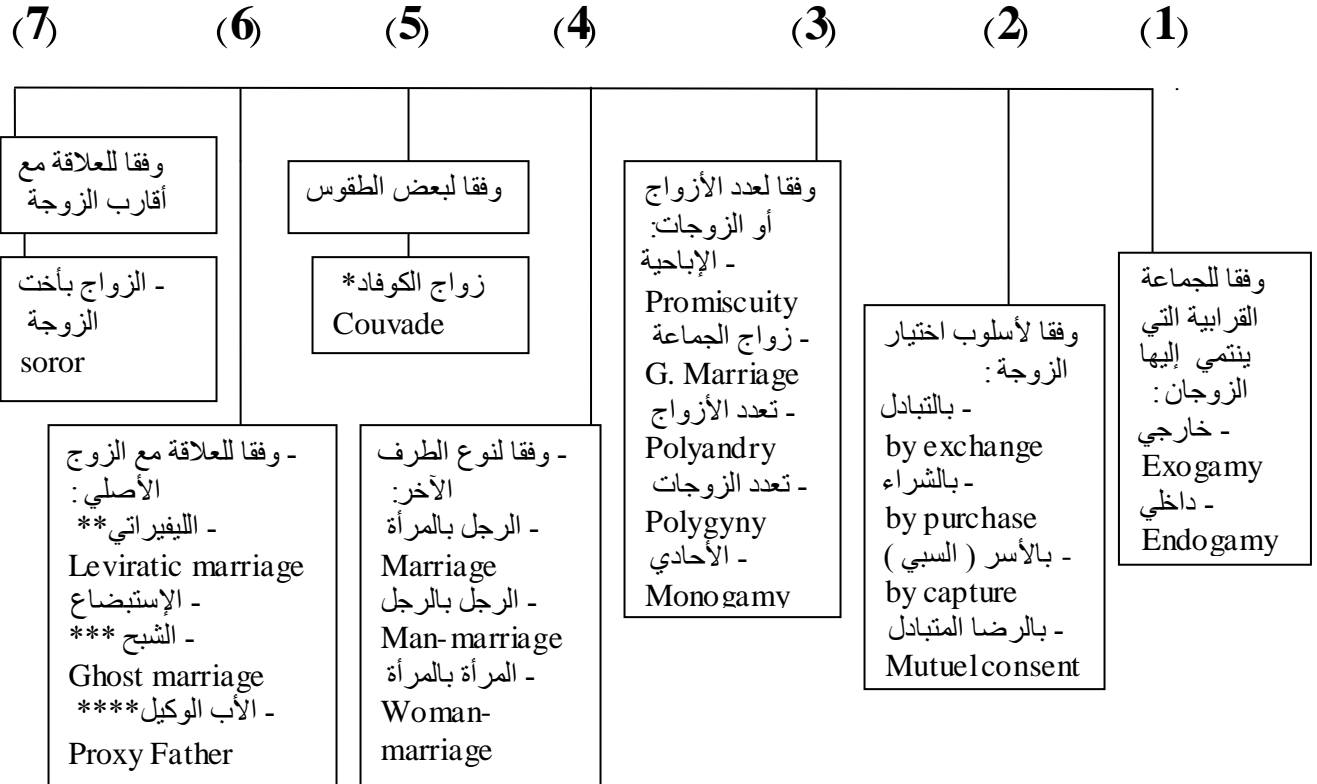 (1)
(2)
(3)
(4)
(5)
(6)
(7)
وفقا للجماعة
القرابية التي
ينتمي إليها
الزوجان :
- خارجي
Exogamy
- داخلي
Endogamy
وفقا لأسلوب اختيار
الزوجة :
- بالتبادل
by exchange
- بالشراء
by purchase
- بالأسر ( السبي )
by capture
- بالرضا المتبادل
Mutuel consent
وفقا لعدد الأزواج
أو الزوجات:
- الإباحية
Promiscuity
- زواج الجماعة
G. Marriage
- تعدد الأزواج
Polyandry
- تعدد الزوجات
Polygyny
- الأحادي
Monogamy
- وفقا لنوع الطرف
الآخر:
- الرجل بالمرأة
Marriage
- الرجل بالرجل
Man-marriage
- المرأة بالمرأة
Woman-
marriage
وفقا لبعض الطقوس
زواج الكوفاد*
Couvade
- وفقا للعلاقة مع الزوج
الأصلي :
- الليفيراتي**
Leviratic marriage
- الإستبضاع
- الشبح ***
Ghost marriage
- الأب الوكيل****
Proxy Father
وفقا للعلاقة مع
أقارب الزوجة
- الزواج بأخت
الزوجة
soror